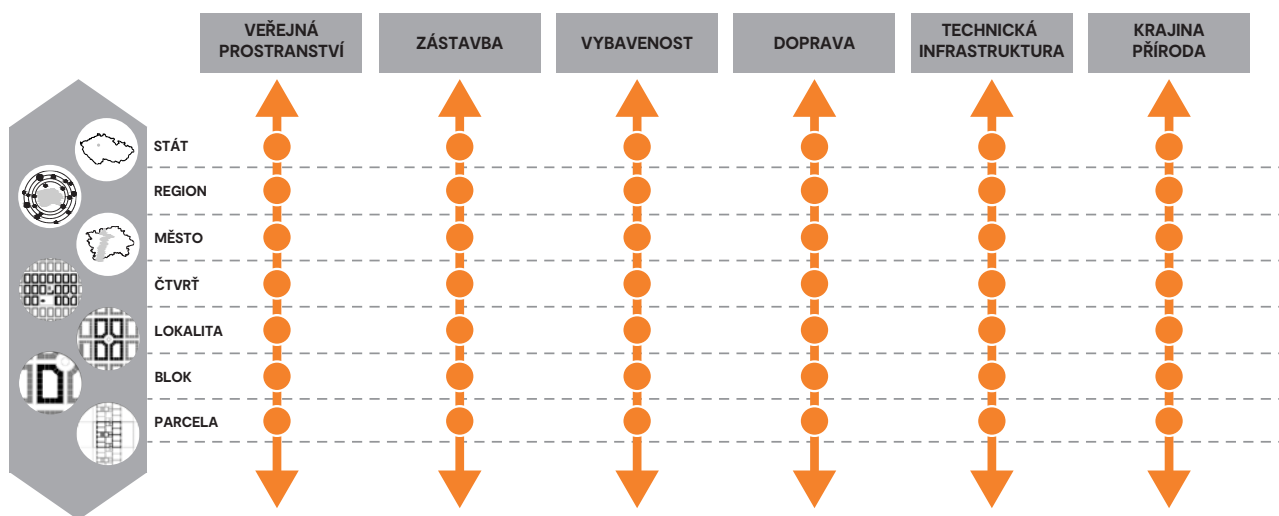 VEŘEJNÁ
PROSTRANSTVÍ
ZÁSTAVBA
VYBAVENOST
DOPRAVA
TECHNICKÁ
INFRASTRUKTURA
KRAJINA
PŘÍRODA
STÁT
REGION
MĚSTO
ČTVRŤ
LOKALITA
BLOK
PARCELA